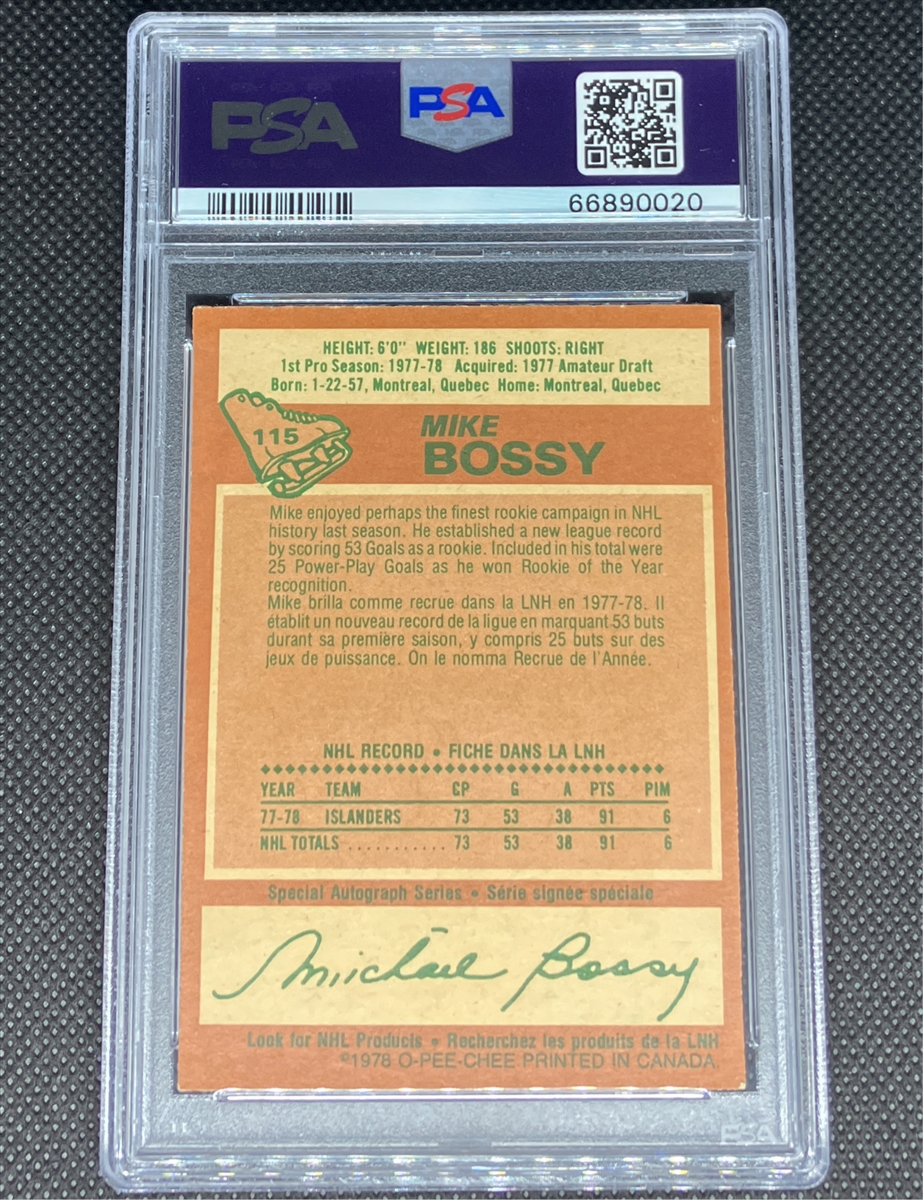 PSA
PSA
66890020
HEIGHT: 6'0" WEIGHT: 186 SHOOTS: RIGHT
1st Pro Season: 1977-78 Acquired: 1977 Amateur Draft
Born: 1-22-57, Montreal, Quebec Home: Montreal, Quebec
115
MIKE
BOSSY
Mike enjoyed perhaps the finest rookie campaign in NHL
history last season. He established a new league record
by scoring 53 Goals as a rookie. Included in his total were
25 Power-Play Goals as he won Rookie of the Year
recognition.
Mike brilla comme recrue dans la LNH en 1977-78. Il
établit un nouveau record de la ligue en marquant 53 buts
durant sa première saison, y compris 25 buts sur des
jeux de puissance. On le nomma Recrue de l'Année.
NHL RECORD • FICHE DANS LA LNH
YEAR TEAM CP G A PTS PIM
77-78 ISLANDERS 73 53 38 91 6
NHL TOTALS ........... 73 53 38 91 6
Special Autograph Series • Série signée spéciale
Michael Bossy
Look for NHL Products • Recherchez les produits de la LNH
©1978 O-PEE-CHEE PRINTED IN CANADA.
PSA